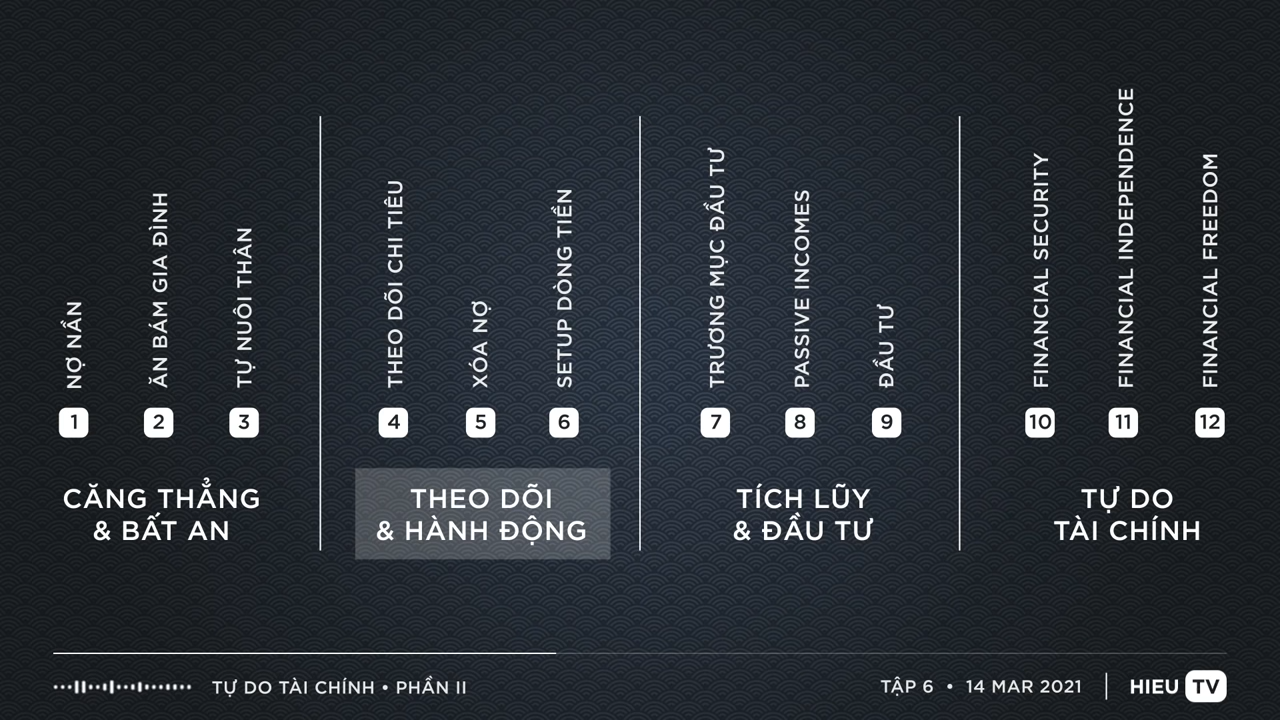 NỢ NẦN
1
ĂN BÁM GIA ĐÌNH
2
TỰ NUÔI THÂN
3
CĂNG THẲNG
& BẤT AN
THEO DÕI CHI TIÊU
4
XÓA NỢ
5
SETUP DÒNG TIỀN
6
THEO DÕI
& HÀNH ĐỘNG
TRƯƠNG MỤC ĐẦU TƯ
7
PASSIVE INCOMES
8
ĐẦU TƯ
9
TÍCH LŨY
& ĐẦU TƯ
FINANCIAL SECURITY
10
FINANCIAL INDEPENDENCE
11
FINANCIAL FREEDOM
12
TỰ DO
TÀI CHÍNH
TỰ DO TÀI CHÍNH • PHẦN II
TẬP 6 • 14 MAR 2021
HIEU TV